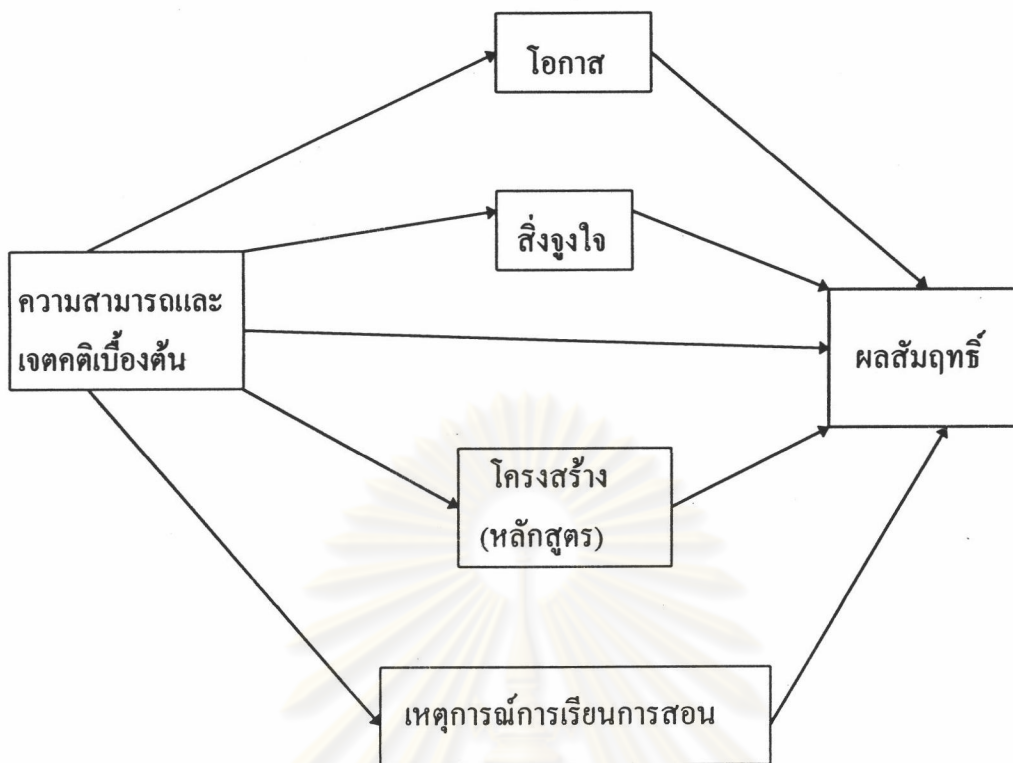 โอกาส
สิ่งจูงใจ
ความสามารถและ
เจตคติเบื้องต้น
ผลสัมฤทธิ์
โครงสร้าง
(หลักสูตร)
เหตุการณ์การเรียนการสอน